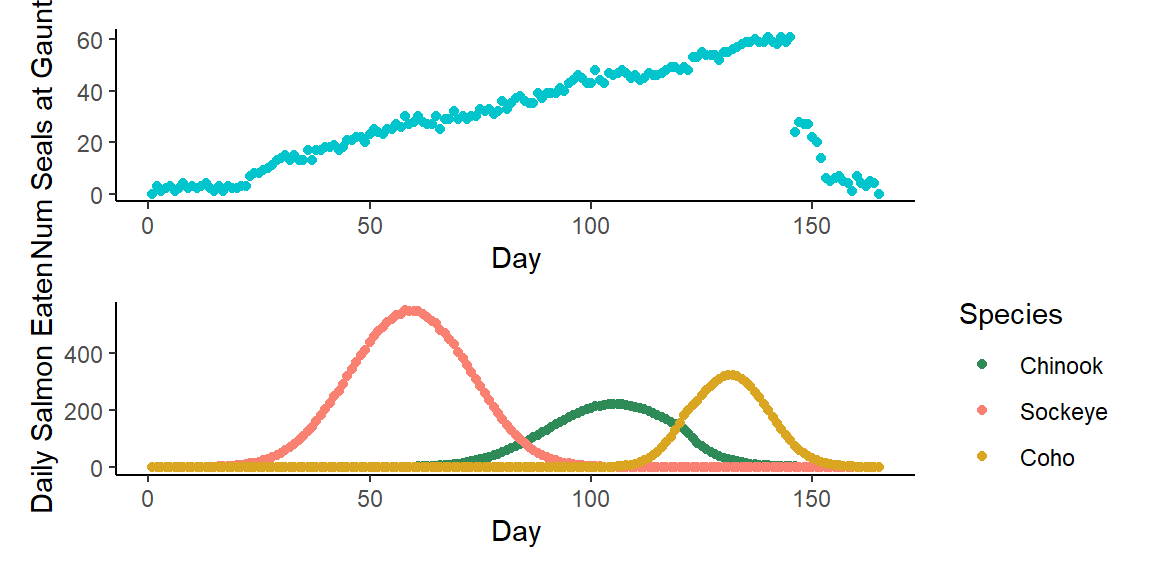 Num Seals at Gaunt
60
40
20
0
0 50 100 150
Day
Daily Salmon Eaten
400
200
0
0 50 100 150
Day
Species
Chinook
Sockeye
Coho